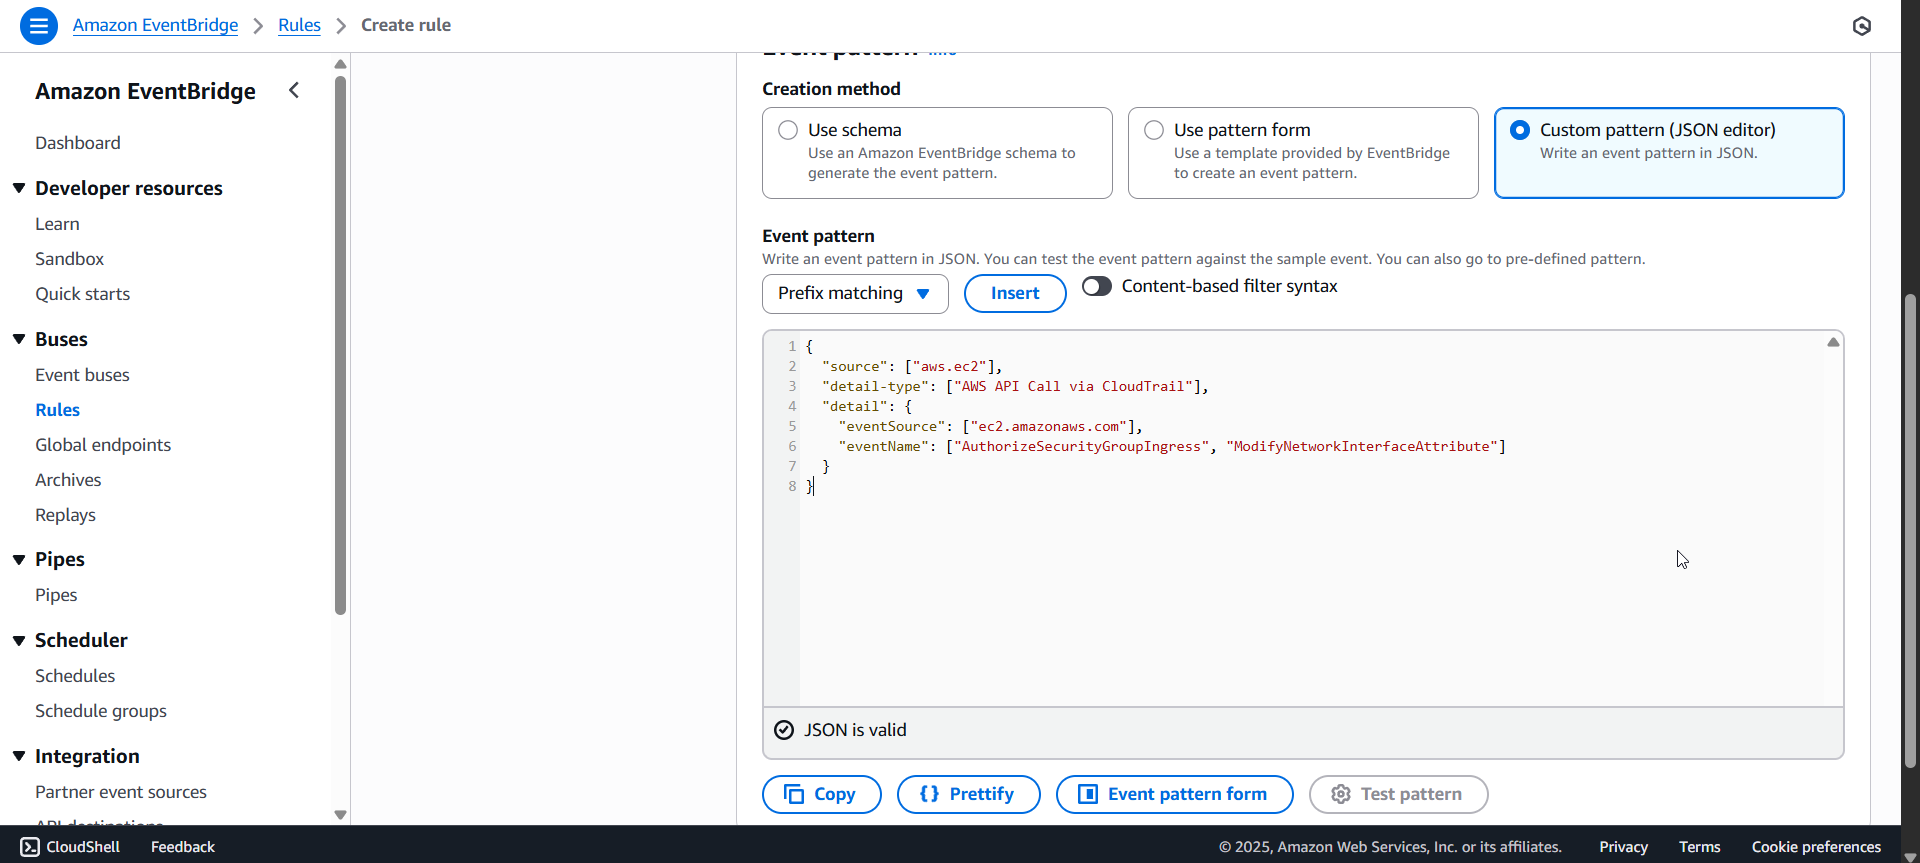 Amazon EventBridge > Rules > Create rule
Amazon EventBridge
Dashboard
Developer resources
Learn
Sandbox
Quick starts
Buses
Event buses
Rules
Global endpoints
Archives
Replays
Pipes
Pipes
Scheduler
Schedules
Schedule groups
Integration
Partner event sources
API destinations
Event pattern Info
Creation method
Use schema
Use an Amazon EventBridge schema to
generate the event pattern.
Use pattern form
Use a template provided by EventBridge
to create an event pattern.
Custom pattern (JSON editor)
Write an event pattern in JSON.
Event pattern
Write an event pattern in JSON. You can test the event pattern against the sample event. You can also go to pre-defined pattern.
Prefix matching
Insert
Content-based filter syntax
1 {
2 "source": ["aws.ec2"],
3 "detail-type": ["AWS API Call via CloudTrail"],
4 "detail": {
5 "eventSource": ["ec2.amazonaws.com"],
6 "eventName": ["AuthorizeSecurityGroupIngress", "ModifyNetworkInterfaceAttribute"]
7 }
8 }
JSON is valid
Copy
Prettify
Event pattern form
Test pattern
CloudShell
Feedback
© 2025, Amazon Web Services, Inc. or its affiliates.
Privacy
Terms
Cookie preferences